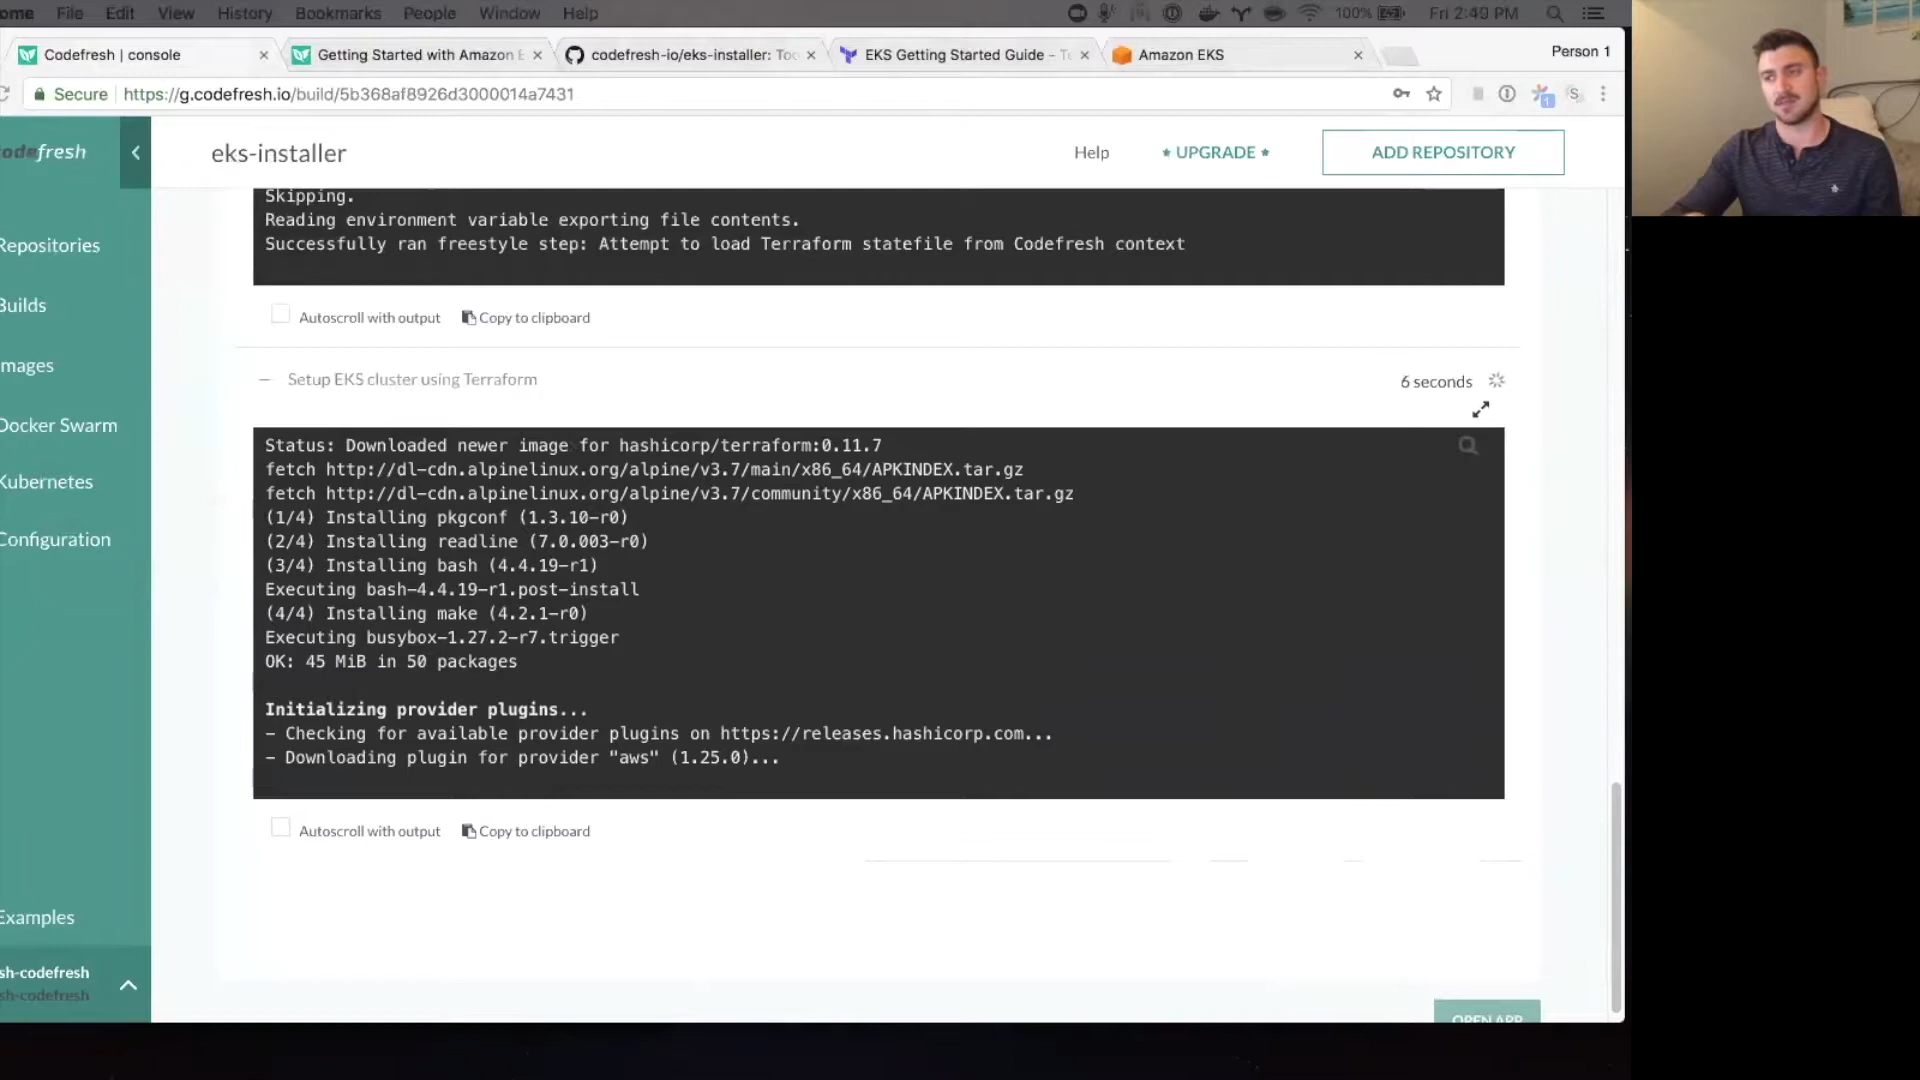 ome File Edit View History Bookmarks People Window Help 100% Fri 2:49 PM
Codefresh | console Getting Started with Amazon E codefresh-io/eks-installer: Too EKS Getting Started Guide – Te Amazon EKS Person 1
Secure https://g.codefresh.io/build/5b368af8926d3000014a7431
odefresh eks-installer Help UPGRADE ADD REPOSITORY
Skipping.
Reading environment variable exporting file contents.
Successfully ran freestyle step: Attempt to load Terraform statefile from Codefresh context
Repositories
Builds
mages
Docker Swarm
Kubernetes
Configuration
Autoscroll with output Copy to clipboard
– Setup EKS cluster using Terraform 6 seconds
Status: Downloaded newer image for hashicorp/terraform:0.11.7
fetch http://dl-cdn.alpinelinux.org/alpine/v3.7/main/x86_64/APKINDEX.tar.gz
fetch http://dl-cdn.alpinelinux.org/alpine/v3.7/community/x86_64/APKINDEX.tar.gz
(1/4) Installing pkgconf (1.3.10-r0)
(2/4) Installing readline (7.0.003-r0)
(3/4) Installing bash (4.4.19-r1)
Executing bash-4.4.19-r1.post-install
(4/4) Installing make (4.2.1-r0)
Executing busybox-1.27.2-r7.trigger
OK: 45 MiB in 50 packages
Initializing provider plugins...
- Checking for available provider plugins on https://releases.hashicorp.com...
- Downloading plugin for provider "aws" (1.25.0)...
Autoscroll with output Copy to clipboard
Examples
sh-codefresh
sh-codefresh
OPEN APP